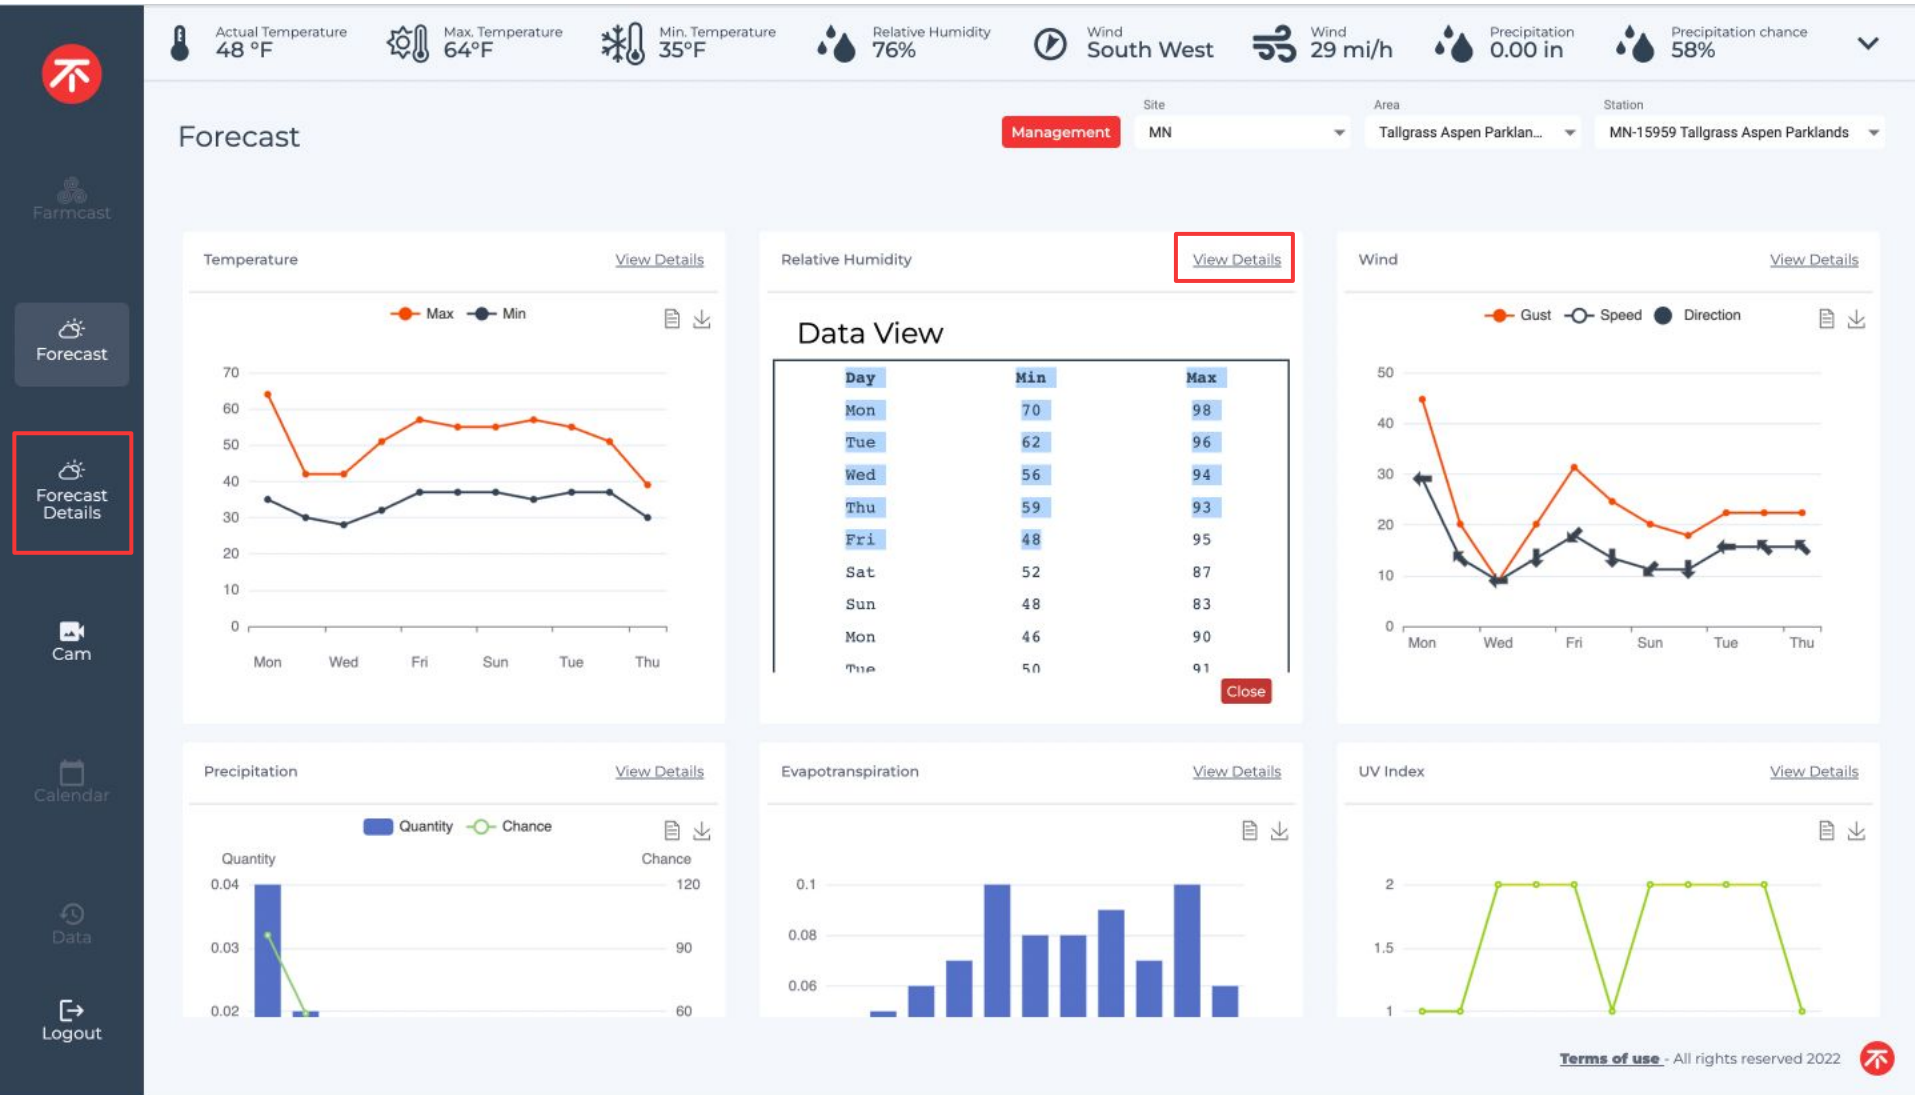 Actual Temperature
48 °F
Max. Temperature
64°F
Min. Temperature
35°F
Relative Humidity
76%
Wind
South West
Wind
29 mi/h
Precipitation
0.00 in
Precipitation chance
58%
Farmcast
Forecast
Forecast
Details
Cam
Calendar
Data
Logout
Forecast
Management
Site
MN
Area
Tallgrass Aspen Parklan...
Station
MN-15959 Tallgrass Aspen Parklands
Temperature View Details
Max Min
70
60
50
40
30
20
10
0
Mon Wed Fri Sun Tue Thu
Relative Humidity View Details
Data View
Day Min Max
Mon 70 98
Tue 62 96
Wed 56 94
Thu 59 93
Fri 48 95
Sat 52 87
Sun 48 83
Mon 46 90
Tue 50 91
Close
Wind View Details
Gust Speed Direction
50
40
30
20
10
0
Mon Wed Fri Sun Tue Thu
Precipitation View Details
Quantity Chance
Quantity Chance
0.04 120
0.03 90
0.02 60
Evapotranspiration View Details
0.1
0.08
0.06
UV Index View Details
2
1.5
1
Terms of use - All rights reserved 2022